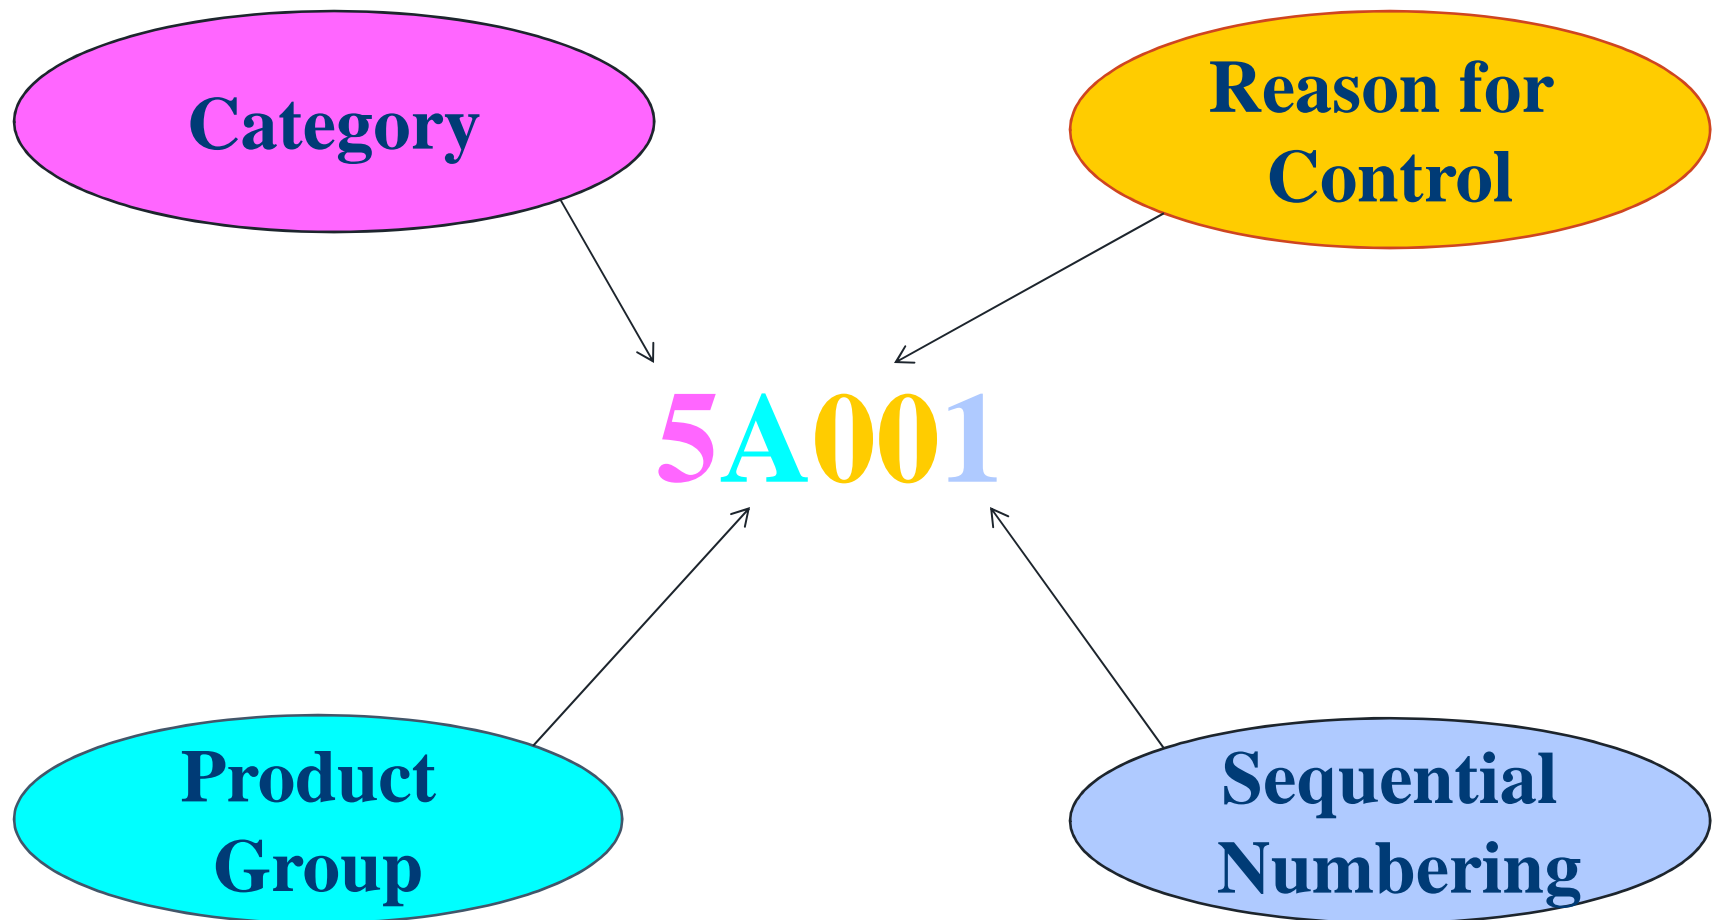 Category
Reason for
Control
5A001
Product
Group
Sequential
Numbering